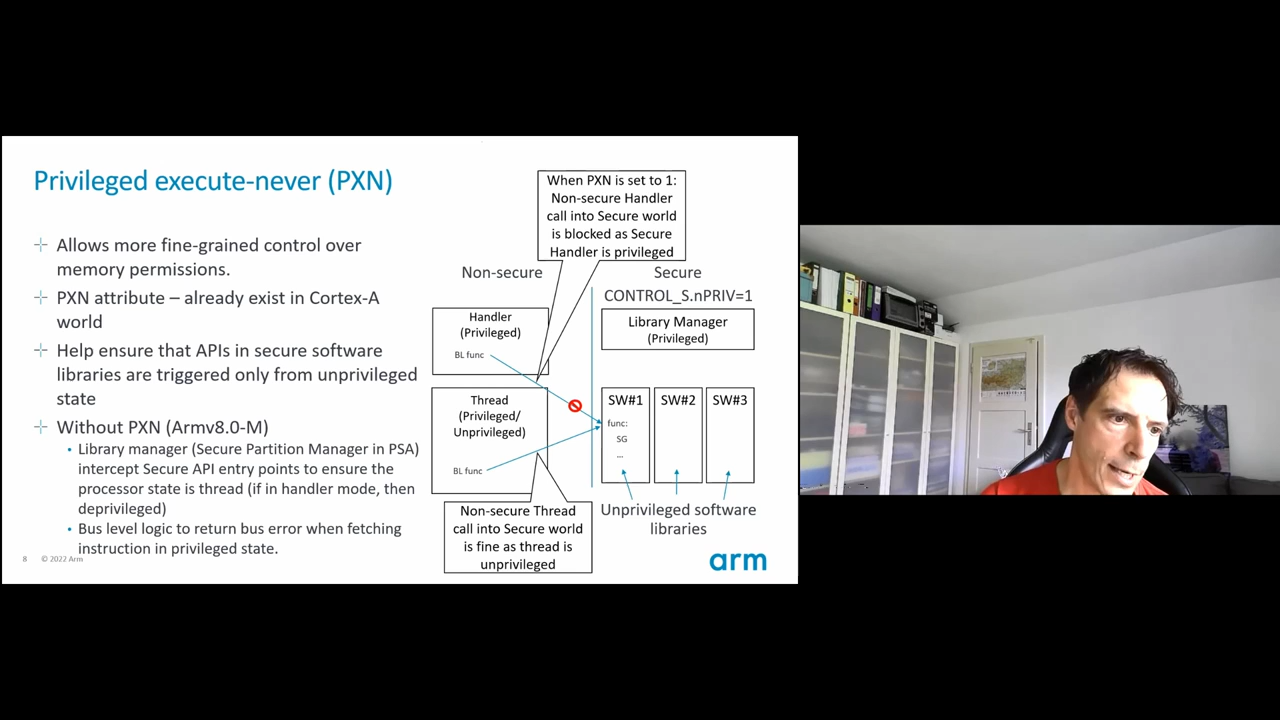 Privileged execute-never (PXN)
Allows more fine-grained control over
memory permissions.
PXN attribute – already exist in Cortex-A
world
Help ensure that APIs in secure software
libraries are triggered only from unprivileged
state
Without PXN (Armv8.0-M)
• Library manager (Secure Partition Manager in PSA)
intercept Secure API entry points to ensure the
processor state is thread (if in handler mode, then
deprivileged)
• Bus level logic to return bus error when fetching
instruction in privileged state.
When PXN is set to 1:
Non-secure Handler
call into Secure world
is blocked as Secure
Handler is privileged
Non-secure
Secure
CONTROL_S.nPRIV=1
Handler
(Privileged)
BL func
Library Manager
(Privileged)
Thread
(Privileged/
Unprivileged)
BL func
SW#1
func:
SG
...
SW#2
SW#3
Unprivileged software
libraries
Non-secure Thread
call into Secure world
is fine as thread is
unprivileged
8 © 2022 Arm
arm